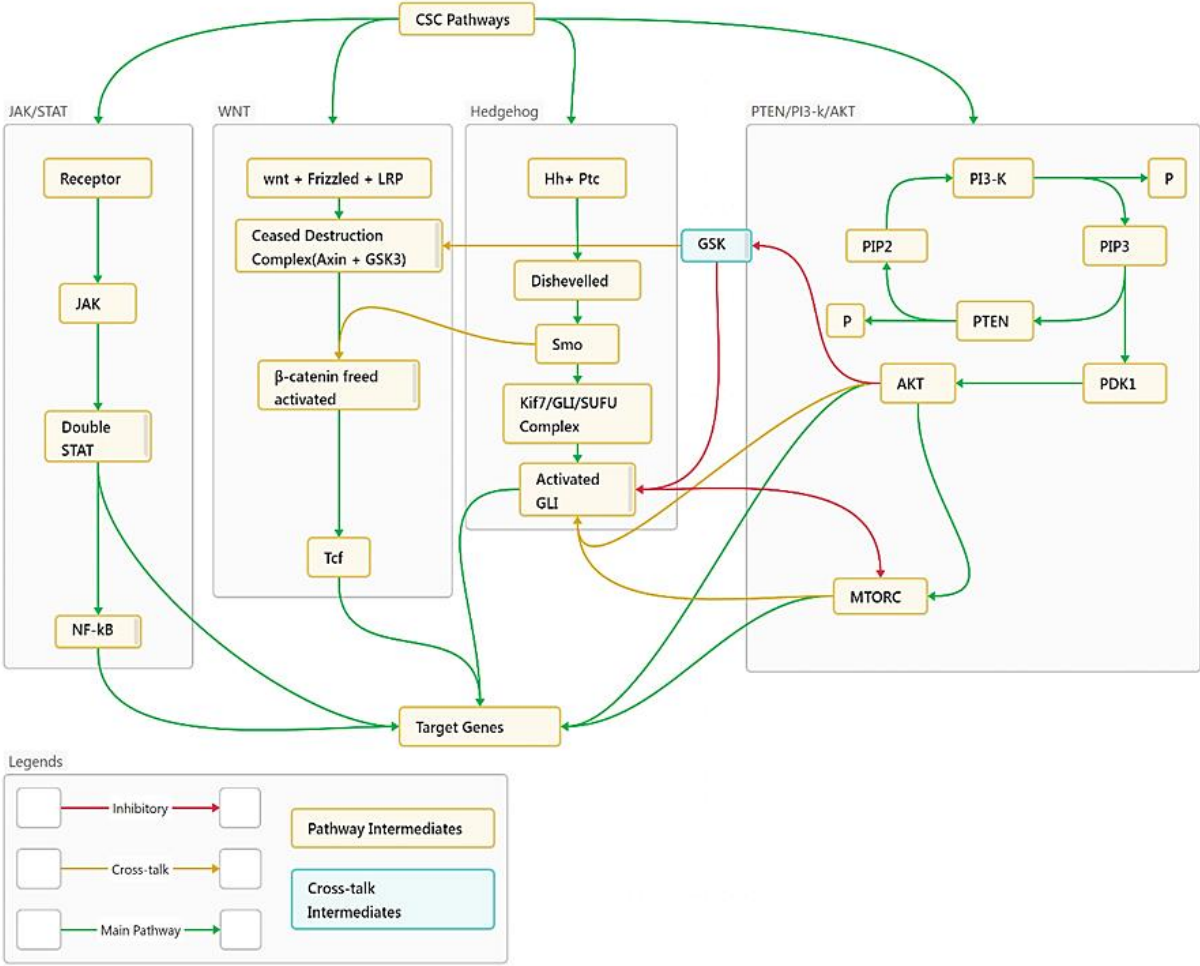 CSC Pathways
JAK/STAT
WNT
Hedgehog
PTEN/PI3-k/AKT
Receptor
JAK
Double
STAT
NF-kB
wnt + Frizzled + LRP
Ceased Destruction
Complex(Axin + GSK3)
β-catenin freed
activated
Tcf
Hh+ Ptc
Dishevelled
Smo
Kif7/GLI/SUFU
Complex
Activated
GLI
GSK
PI3-K
P
PIP2
PIP3
P
PTEN
AKT
PDK1
MTORC
Target Genes
Legends
Inhibitory
Cross-talk
Main Pathway
Pathway Intermediates
Cross-talk
Intermediates